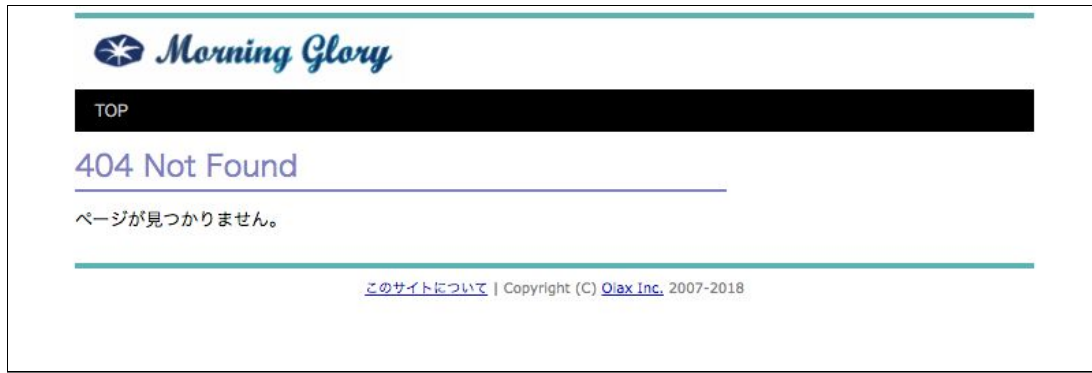 Morning Glory
TOP
404 Not Found
ページが見つかりません。
このサイトについて | Copyright (C) Oiax Inc. 2007-2018